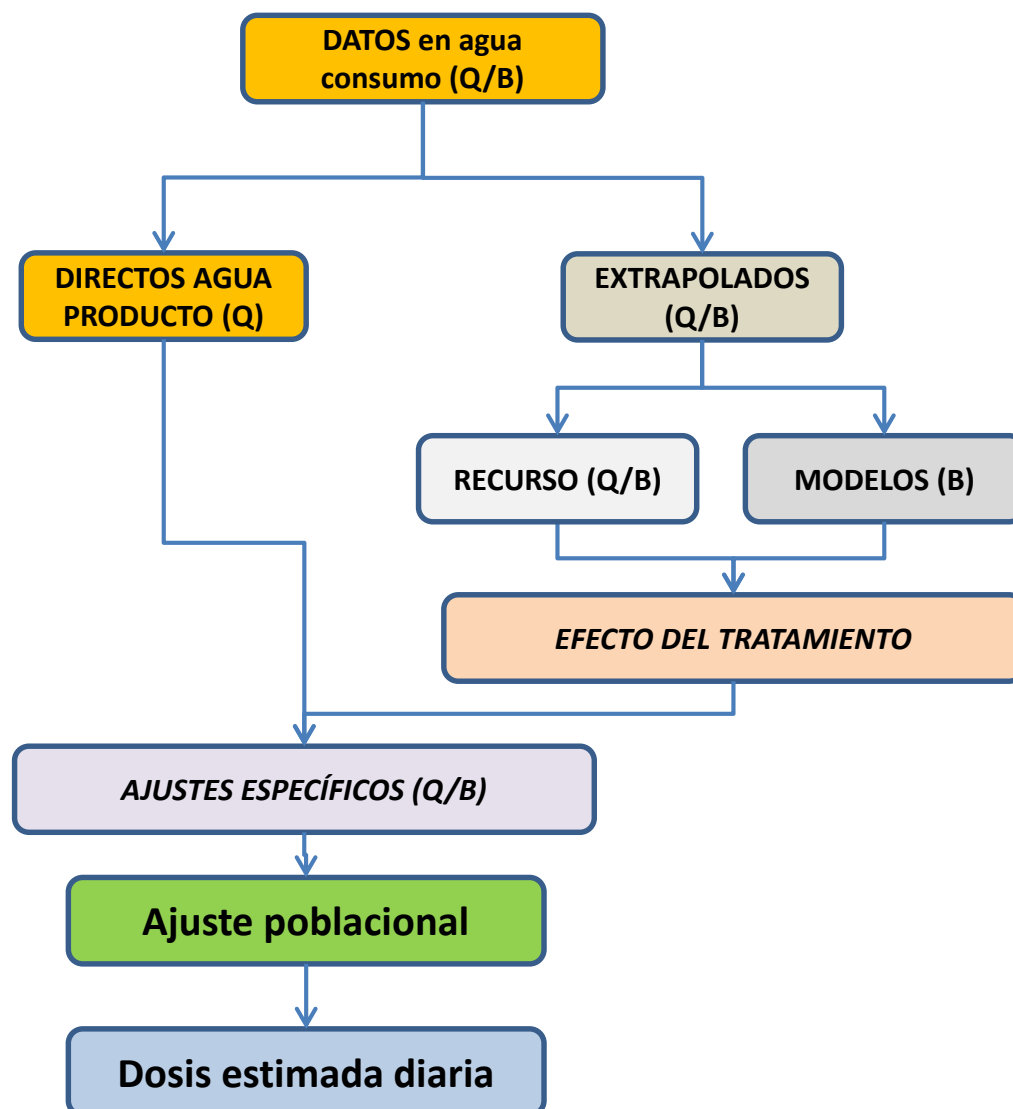 DATOS en agua
consumo (Q/B)
DIRECTOS AGUA
PRODUCTO (Q)
EXTRAPOLADOS
(Q/B)
RECURSO (Q/B)
MODELOS (B)
EFECTO DEL TRATAMIENTO
AJUSTES ESPECÍFICOS (Q/B)
Ajuste poblacional
Dosis estimada diaria